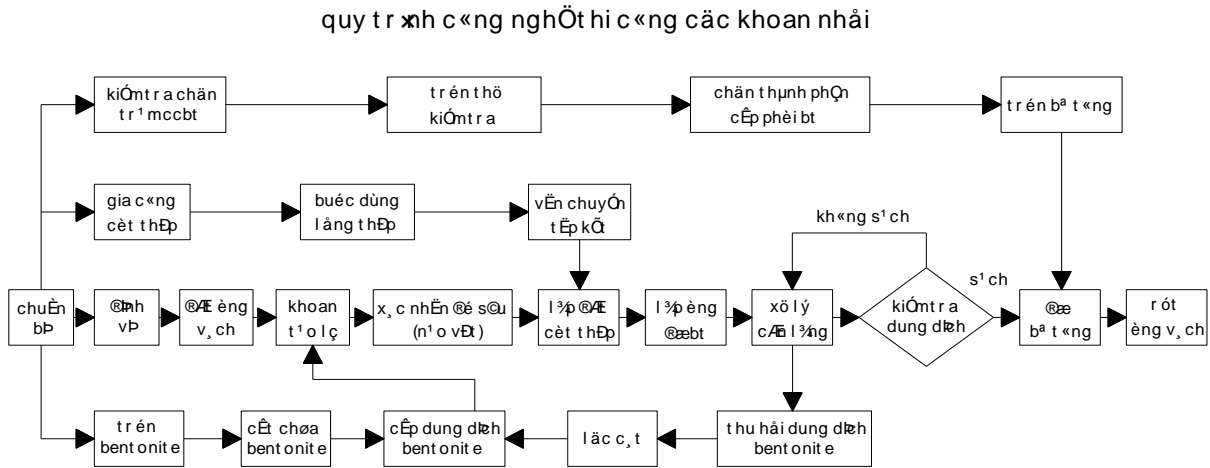 quy tr×nh c«ng nghÖ thi c«ng cäc khoan nhåi
kiÓm tra chän
tr¹m ccbt
trén thö
kiÓm tra
chän thµnh phÇn
cÊp phèi bt
trén bª t«ng
gia c«ng
cèt thÐp
buéc dùng
lång thÐp
vËn chuyÓn
tËp kÕt
kh«ng s¹ch
s¹ch
chuÈn
bÞ
®Þnh
vÞ
®Æt èng
v¸ch
khoan
t¹o lç
x¸c nhËn ®é s©u
(n¹o vÐt)
l¾p ®Æt
cèt thÐp
l¾p èng
®æ bt
xö lý
cÆn l¾ng
kiÓm tra
dung dÞch
®æ
bª t«ng
rót
èng v¸ch
trén
bentonite
cÊt chøa
bentonite
cÊp dung dÞch
bentonite
läc c¸t
thu håi dung dÞch
bentonite